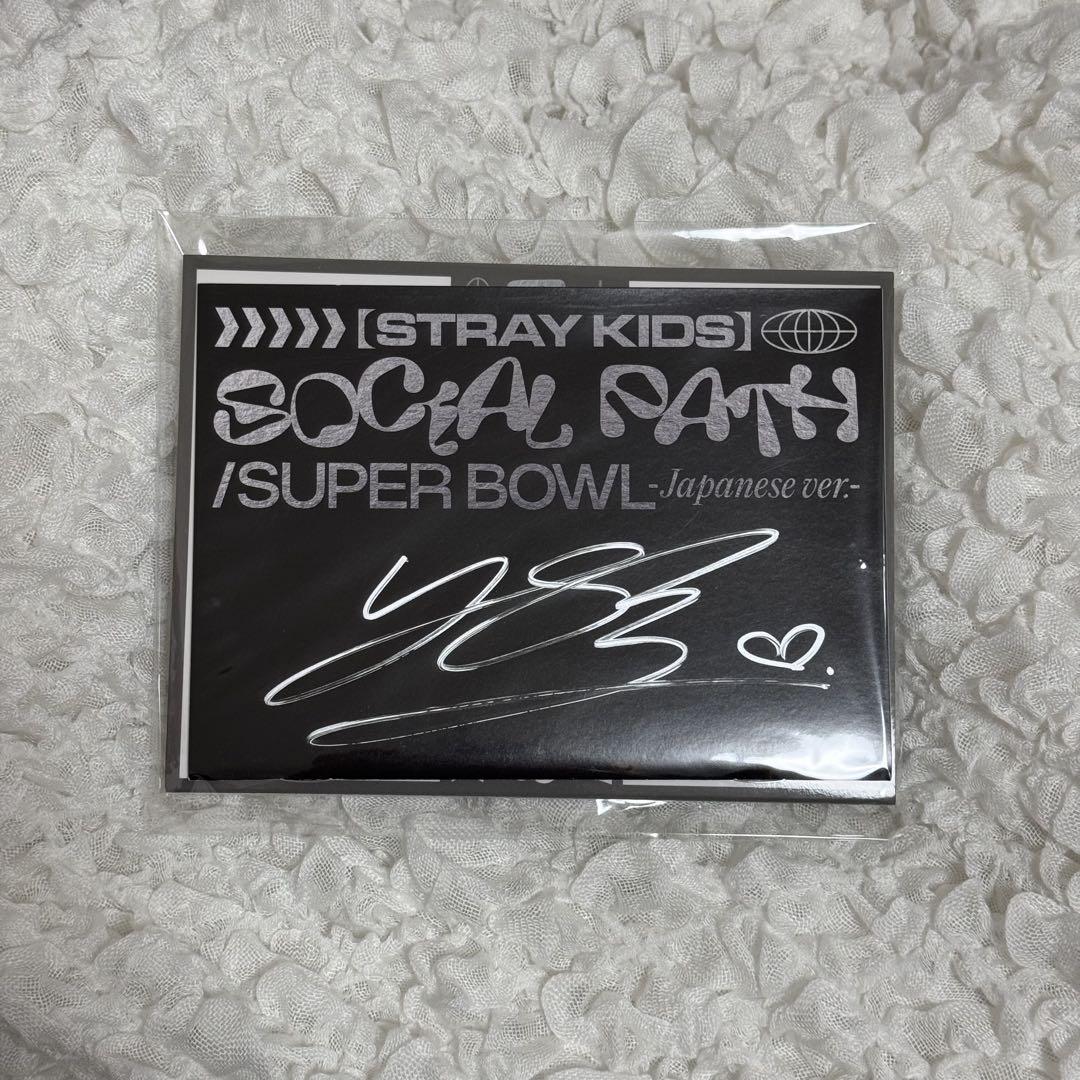 【STRAY KIDS】
SOCiAL PATH
/SUPER BOWL -Japanese ver.-